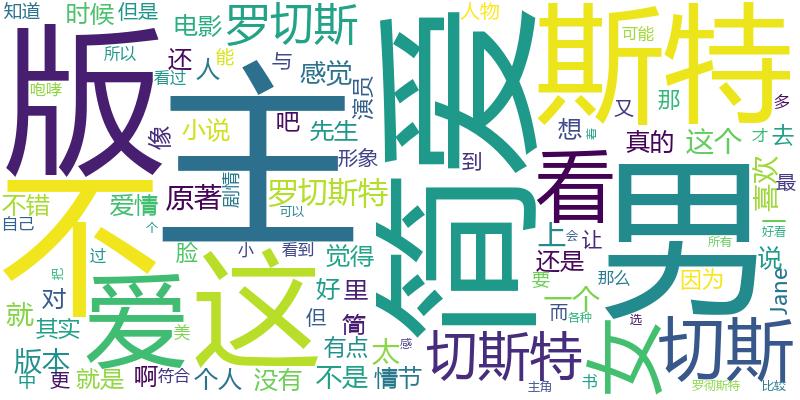 知道
时候
但是
电影
罗切斯
所以
还
人
能
与
感觉
看过
咆哮
版
主
像
小说
吧
先生
演员
形象
原著
剧情
罗切斯特
不
不错
爱情
自己
个
可以
过
脸
小
看到
觉得
把
对
爱
这
好
里
就
其实
美
但
简
版本
有点
太
感
中
更
就是
啊
符合
个人
没有
不是
情节
简爱
人物
斯特
可能
又
那
多
想
看
真的
这个
才
去
到
看
男
喜欢
最
上
会
让
一
好看
所有
说
还是
要
那么
因为
Jane
一个
而
各种
选
女
切斯
切斯特
主角
书
罗彻斯特
比较